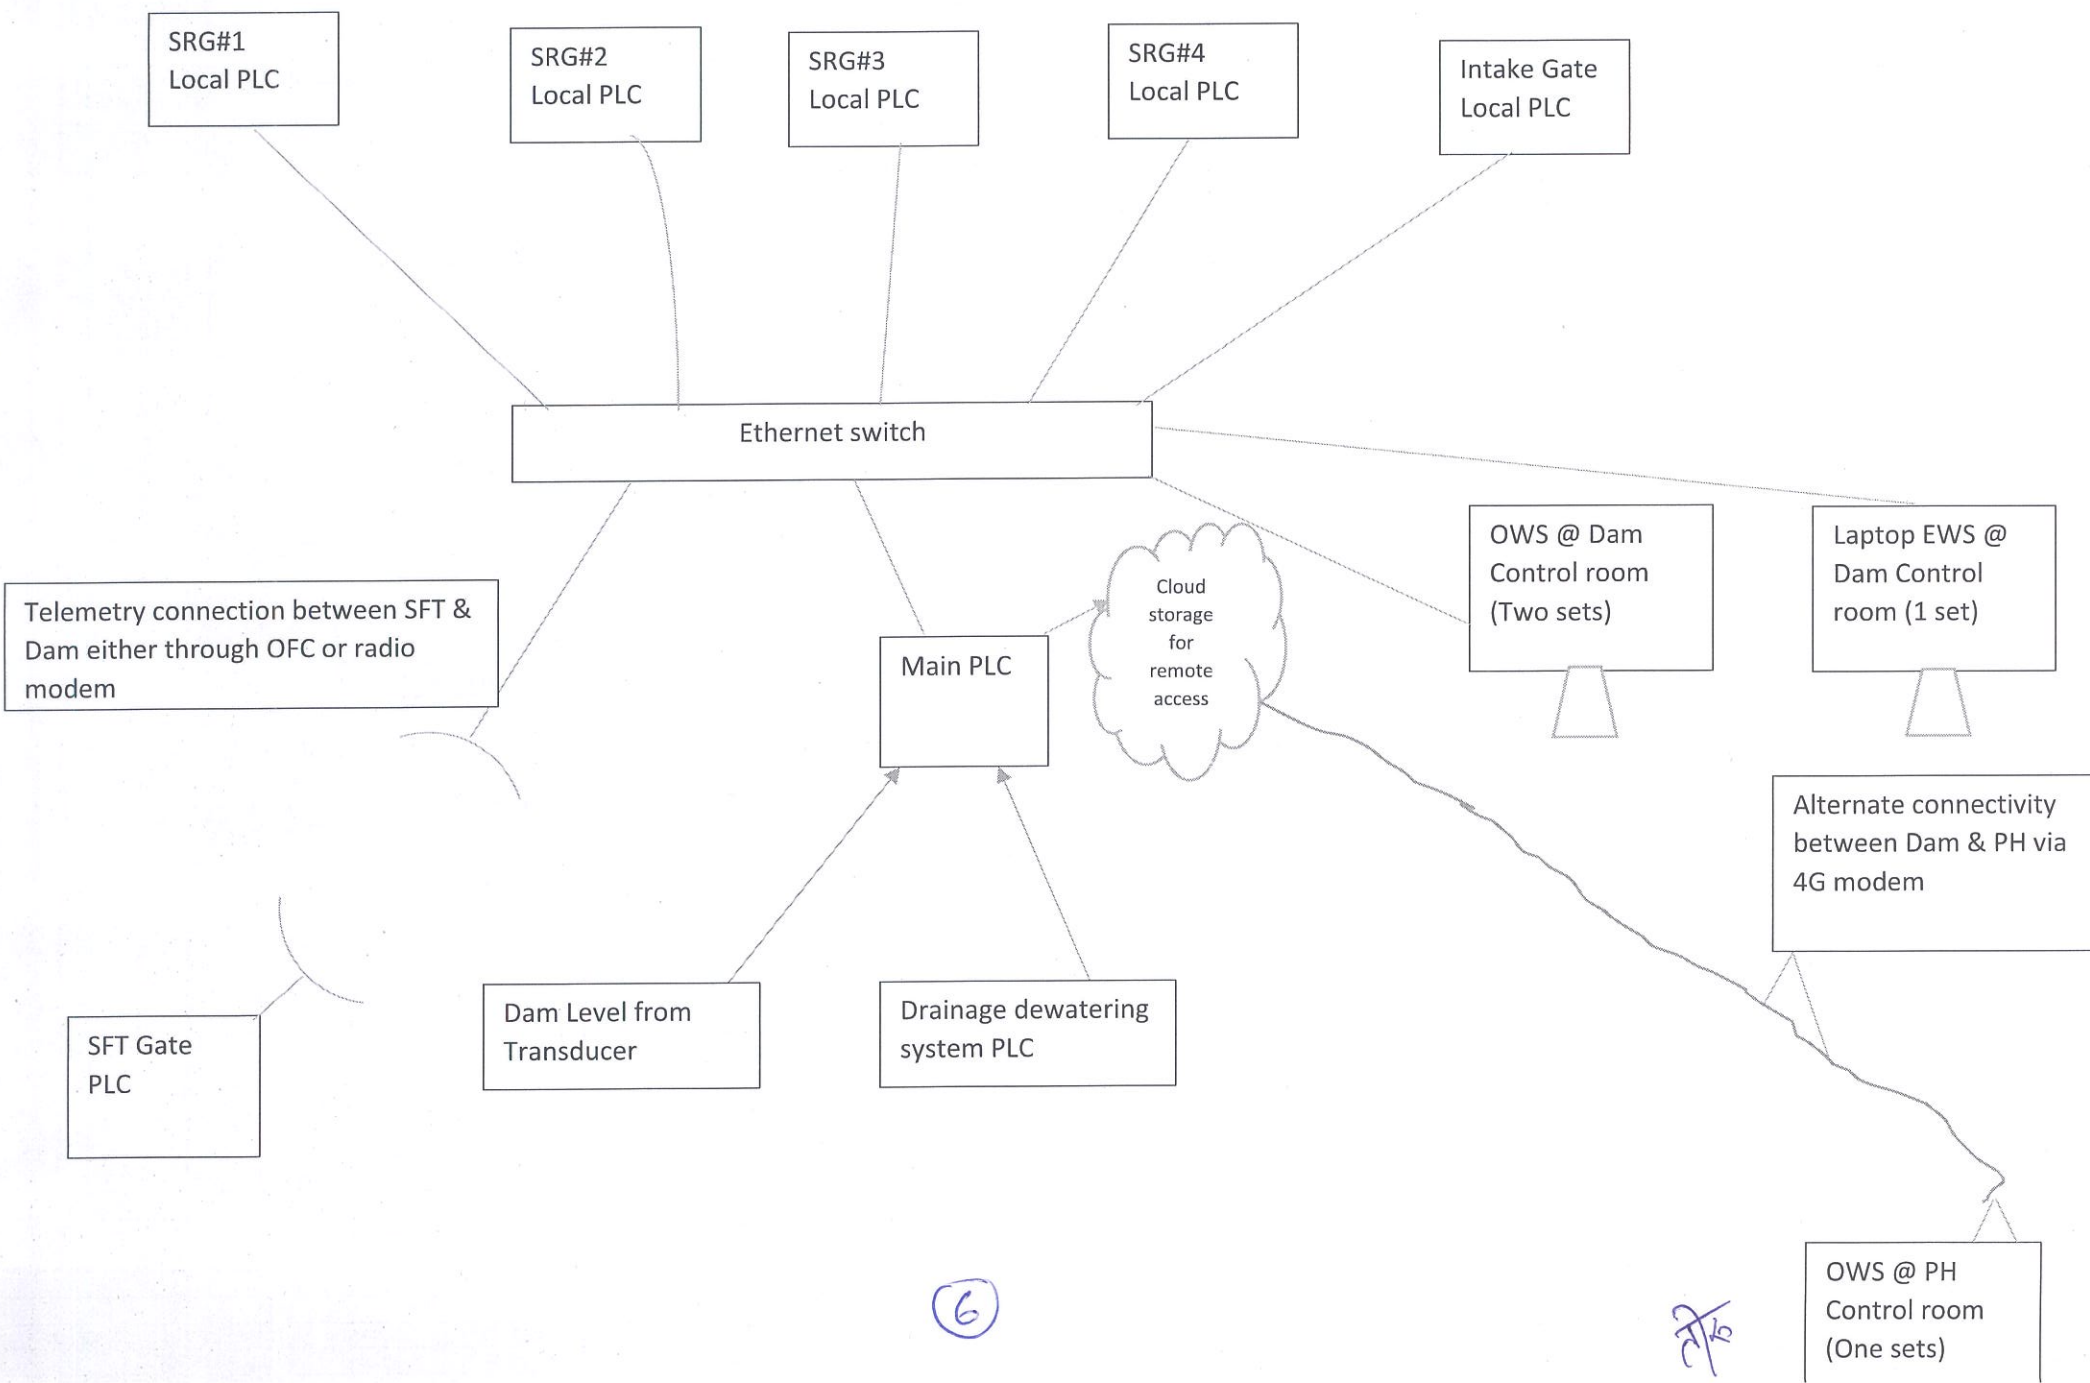 SRG#1
Local PLC
SRG#2
Local PLC
SRG#3
Local PLC
SRG#4
Local PLC
Intake Gate
Local PLC
Ethernet switch
Telemetry connection between SFT &
Dam either through OFC or radio
modem
Main PLC
Cloud
storage
for
remote
access
OWS @ Dam
Control room
(Two sets)
Laptop EWS @
Dam Control
room (1 set)
Alternate connectivity
between Dam & PH via
4G modem
SFT Gate
PLC
Dam Level from
Transducer
Drainage dewatering
system PLC
OWS @ PH
Control room
(One sets)
6